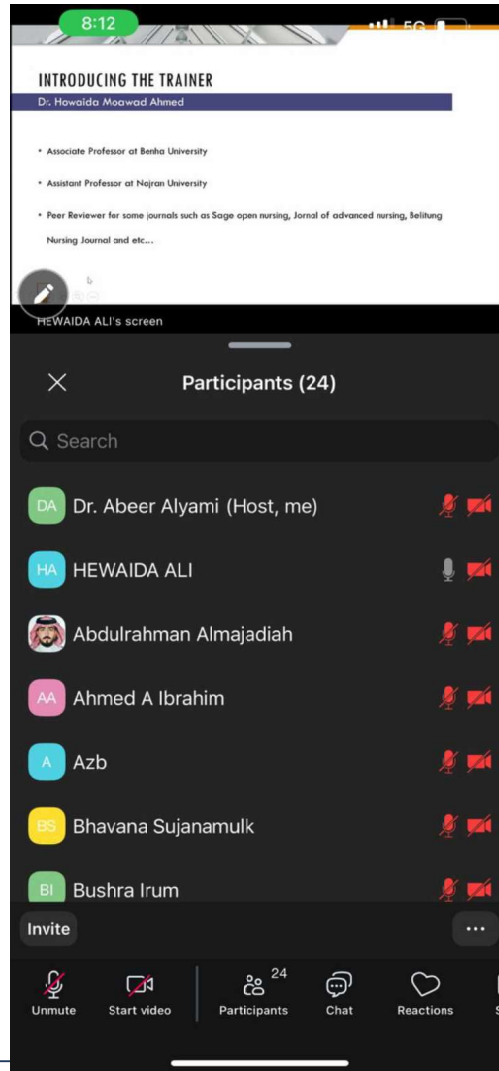 8:12
5G
INTRODUCING THE TRAINER
Dr. Howaida Moawad Ahmed
• Associate Professor at Benha University
• Assistant Professor at Najran University
• Peer Reviewer for some journals such as Sage open nursing, Jornal of advanced nursing, Belitung
Nursing Journal and etc...
HEWAIDA ALI's screen
Participants (24)
Search
DA Dr. Abeer Alyami (Host, me)
HA HEWAIDA ALI
Abdulrahman Almajadiah
AA Ahmed A Ibrahim
A Azb
BS Bhavana Sujanamulk
BI Bushra Irum
Invite
24
Unmute Start video Participants Chat Reactions